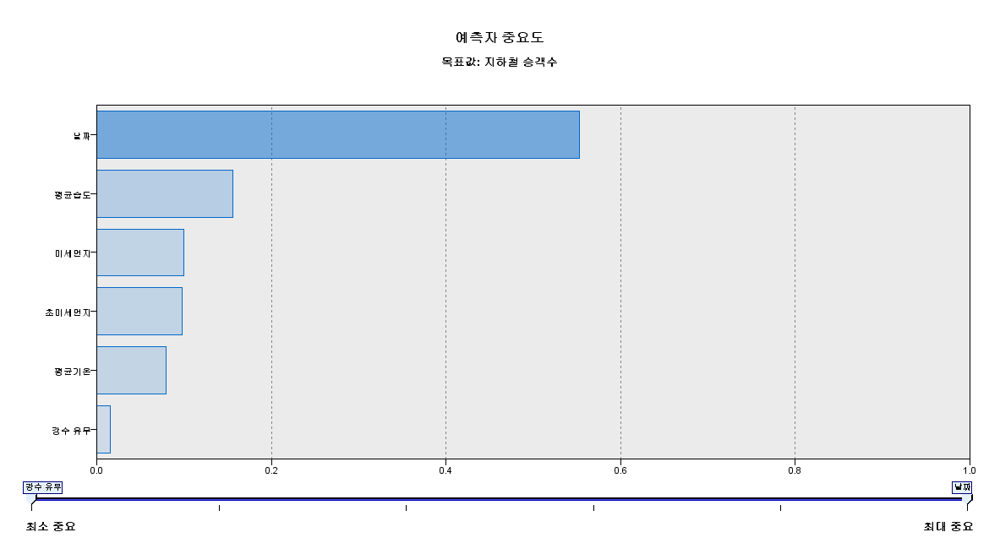 예측자 중요도
목표값: 지하철 승객수
날짜
평균습도
미세먼지
초미세먼지
평균기온
강수 유무
0.0 0.2 0.4 0.6 0.8 1.0
강수 유무 날짜
최소 중요 최대 중요